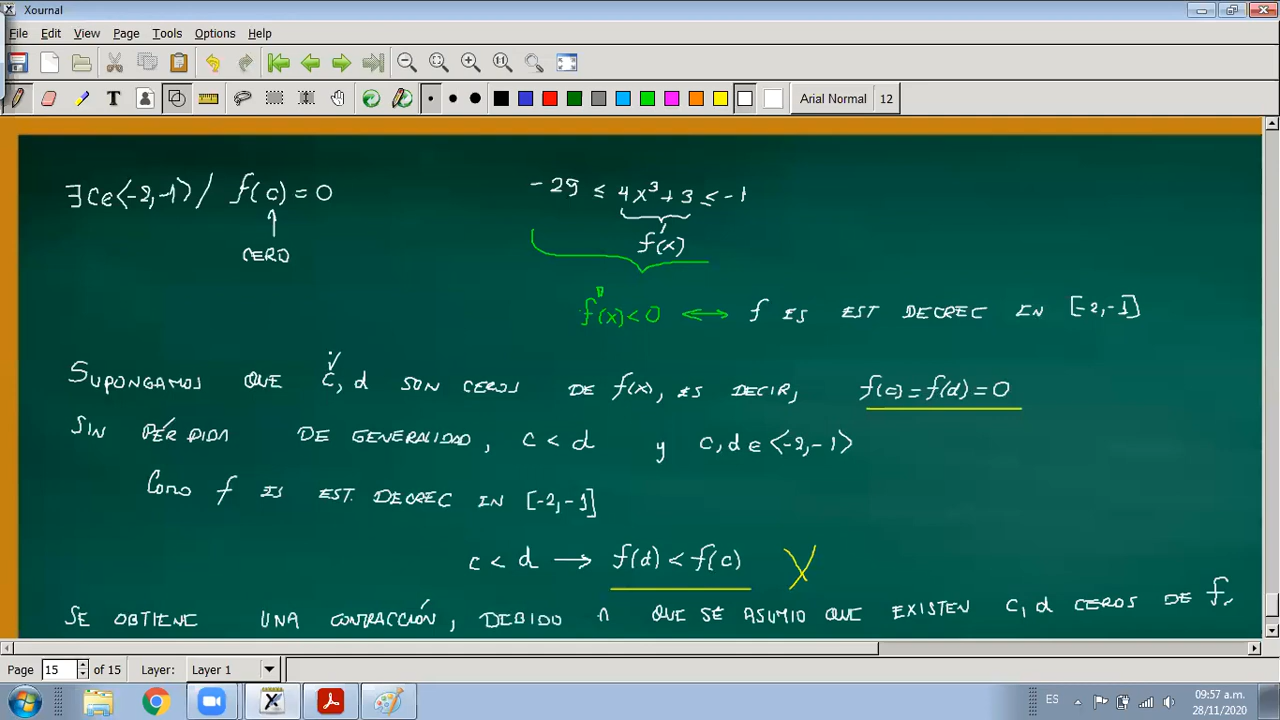 Xournal
File Edit View Page Tools Options Help
Arial Normal 12
∃ c ∈ ⟨-2,-1⟩ / f(c) = 0
CERO
-29 ≤ 4x³+3 ≤ -1
f'(x)
f'(x)<0 ↔ f ES EST DECREC EN [-2,-1]
SUPONGAMOS QUE c, d SON CEROS DE f(x), ES DECIR, f(c) = f(d) = 0
SIN PÉRDIDA DE GENERALIDAD, c < d y c, d ∈ ⟨-2,-1⟩
COMO f ES EST. DECREC EN [-2,-1]
c < d → f(d) < f(c) X
SE OBTIENE UNA CONTRACCIÓN, DEBIDO A QUE SE ASUMIO QUE EXISTEN c, d CEROS DE f,
Page 15 of 15 Layer: Layer 1
ES 09:57 a.m.
28/11/2020